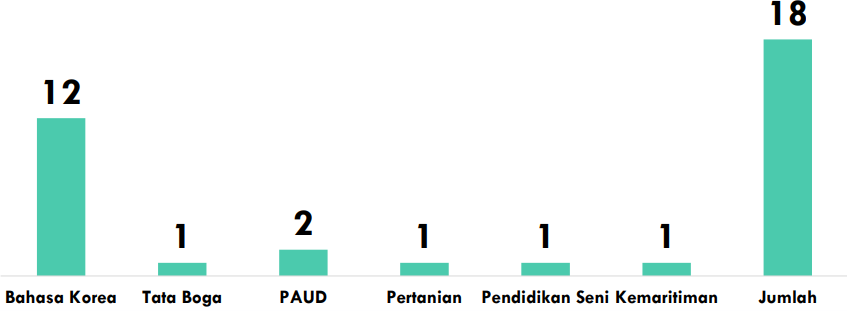 18
12
2
1
1
1
1
Bahasa Korea
Tata Boga
PAUD
Pertanian
Pendidikan Seni
Kemaritiman
Jumlah